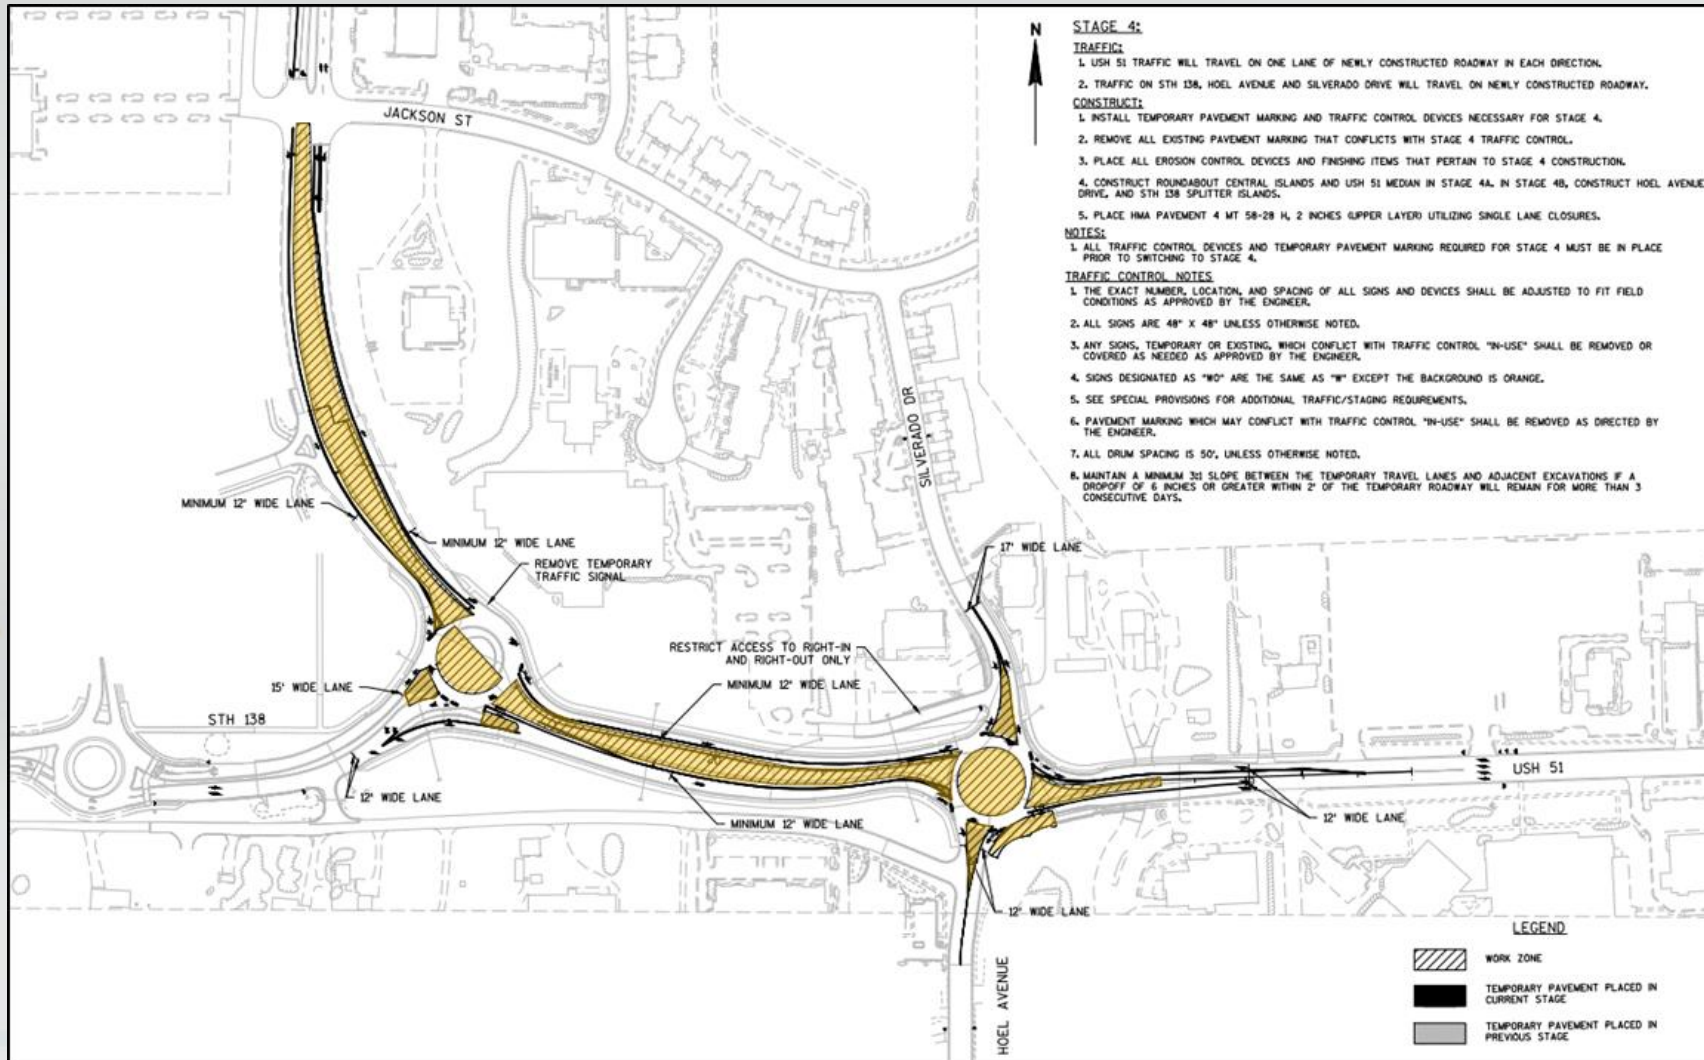 N
STAGE 4:
TRAFFIC:
1. USH 51 TRAFFIC WILL TRAVEL ON ONE LANE OF NEWLY CONSTRUCTED ROADWAY IN EACH DIRECTION.
2. TRAFFIC ON STH 138, HOEL AVENUE AND SILVERADO DRIVE WILL TRAVEL ON NEWLY CONSTRUCTED ROADWAY.
CONSTRUCT:
1. INSTALL TEMPORARY PAVEMENT MARKING AND TRAFFIC CONTROL DEVICES NECESSARY FOR STAGE 4.
2. REMOVE ALL EXISTING PAVEMENT MARKING THAT CONFLICTS WITH STAGE 4 TRAFFIC CONTROL.
3. PLACE ALL EROSION CONTROL DEVICES AND FINISHING ITEMS THAT PERTAIN TO STAGE 4 CONSTRUCTION.
4. CONSTRUCT ROUNDABOUT CENTRAL ISLANDS AND USH 51 MEDIAN IN STAGE 4A. IN STAGE 4B, CONSTRUCT HOEL AVENUE
DRIVE, AND STH 138 SPLITTER ISLANDS.
5. PLACE HMA PAVEMENT 4 MT 58-28 H, 2 INCHES (UPPER LAYER) UTILIZING SINGLE LANE CLOSURES.
NOTES:
1. ALL TRAFFIC CONTROL DEVICES AND TEMPORARY PAVEMENT MARKING REQUIRED FOR STAGE 4 MUST BE IN PLACE
PRIOR TO SWITCHING TO STAGE 4.
TRAFFIC CONTROL NOTES
1. THE EXACT NUMBER, LOCATION, AND SPACING OF ALL SIGNS AND DEVICES SHALL BE ADJUSTED TO FIT FIELD
CONDITIONS AS APPROVED BY THE ENGINEER.
2. ALL SIGNS ARE 48" X 48" UNLESS OTHERWISE NOTED.
3. ANY SIGNS, TEMPORARY OR EXISTING, WHICH CONFLICT WITH TRAFFIC CONTROL "IN-USE" SHALL BE REMOVED OR
COVERED AS NEEDED AS APPROVED BY THE ENGINEER.
4. SIGNS DESIGNATED AS "WO" ARE THE SAME AS "W" EXCEPT THE BACKGROUND IS ORANGE.
5. SEE SPECIAL PROVISIONS FOR ADDITIONAL TRAFFIC/STAGING REQUIREMENTS.
6. PAVEMENT MARKING WHICH MAY CONFLICT WITH TRAFFIC CONTROL "IN-USE" SHALL BE REMOVED AS DIRECTED BY
THE ENGINEER.
7. ALL DRUM SPACING IS 50', UNLESS OTHERWISE NOTED.
8. MAINTAIN A MINIMUM 3:1 SLOPE BETWEEN THE TEMPORARY TRAVEL LANES AND ADJACENT EXCAVATIONS IF A
DROPOFF OF 6 INCHES OR GREATER WITHIN 2' OF THE TEMPORARY ROADWAY WILL REMAIN FOR MORE THAN 3
CONSECUTIVE DAYS.
JACKSON ST
SILVERADO DR
MINIMUM 12' WIDE LANE
MINIMUM 12' WIDE LANE
REMOVE TEMPORARY
TRAFFIC SIGNAL
17' WIDE LANE
RESTRICT ACCESS TO RIGHT-IN
AND RIGHT-OUT ONLY
MINIMUM 12' WIDE LANE
15' WIDE LANE
STH 138
USH 51
12' WIDE LANE
MINIMUM 12' WIDE LANE
12' WIDE LANE
12' WIDE LANE
HOEL AVENUE
LEGEND
WORK ZONE
TEMPORARY PAVEMENT PLACED IN
CURRENT STAGE
TEMPORARY PAVEMENT PLACED IN
PREVIOUS STAGE